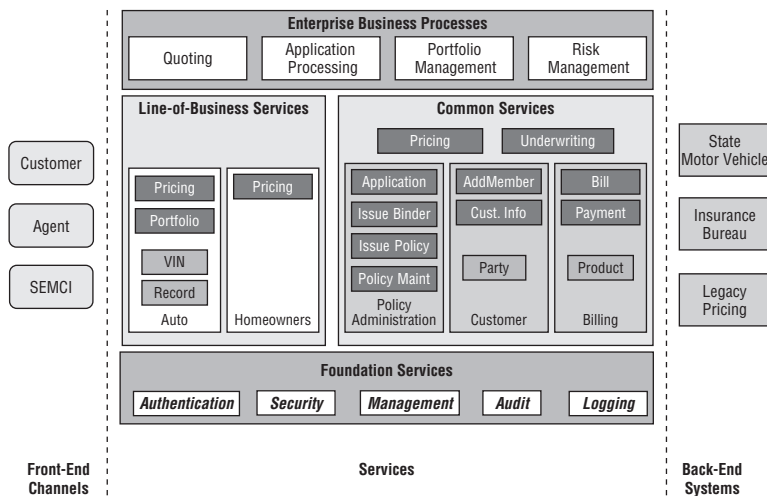 Enterprise Business Processes
Quoting
Application
Processing
Portfolio
Management
Risk
Management
Line-of-Business Services
Common Services
Pricing
Underwriting
Customer
Agent
SEMCI
Pricing
Portfolio
VIN
Record
Auto
Pricing
Homeowners
Application
Issue Binder
Issue Policy
Policy Maint
Policy
Administration
AddMember
Cust. Info
Party
Customer
Bill
Payment
Product
Billing
State
Motor Vehicle
Insurance
Bureau
Legacy
Pricing
Foundation Services
Authentication
Security
Management
Audit
Logging
Front-End
Channels
Services
Back-End
Systems